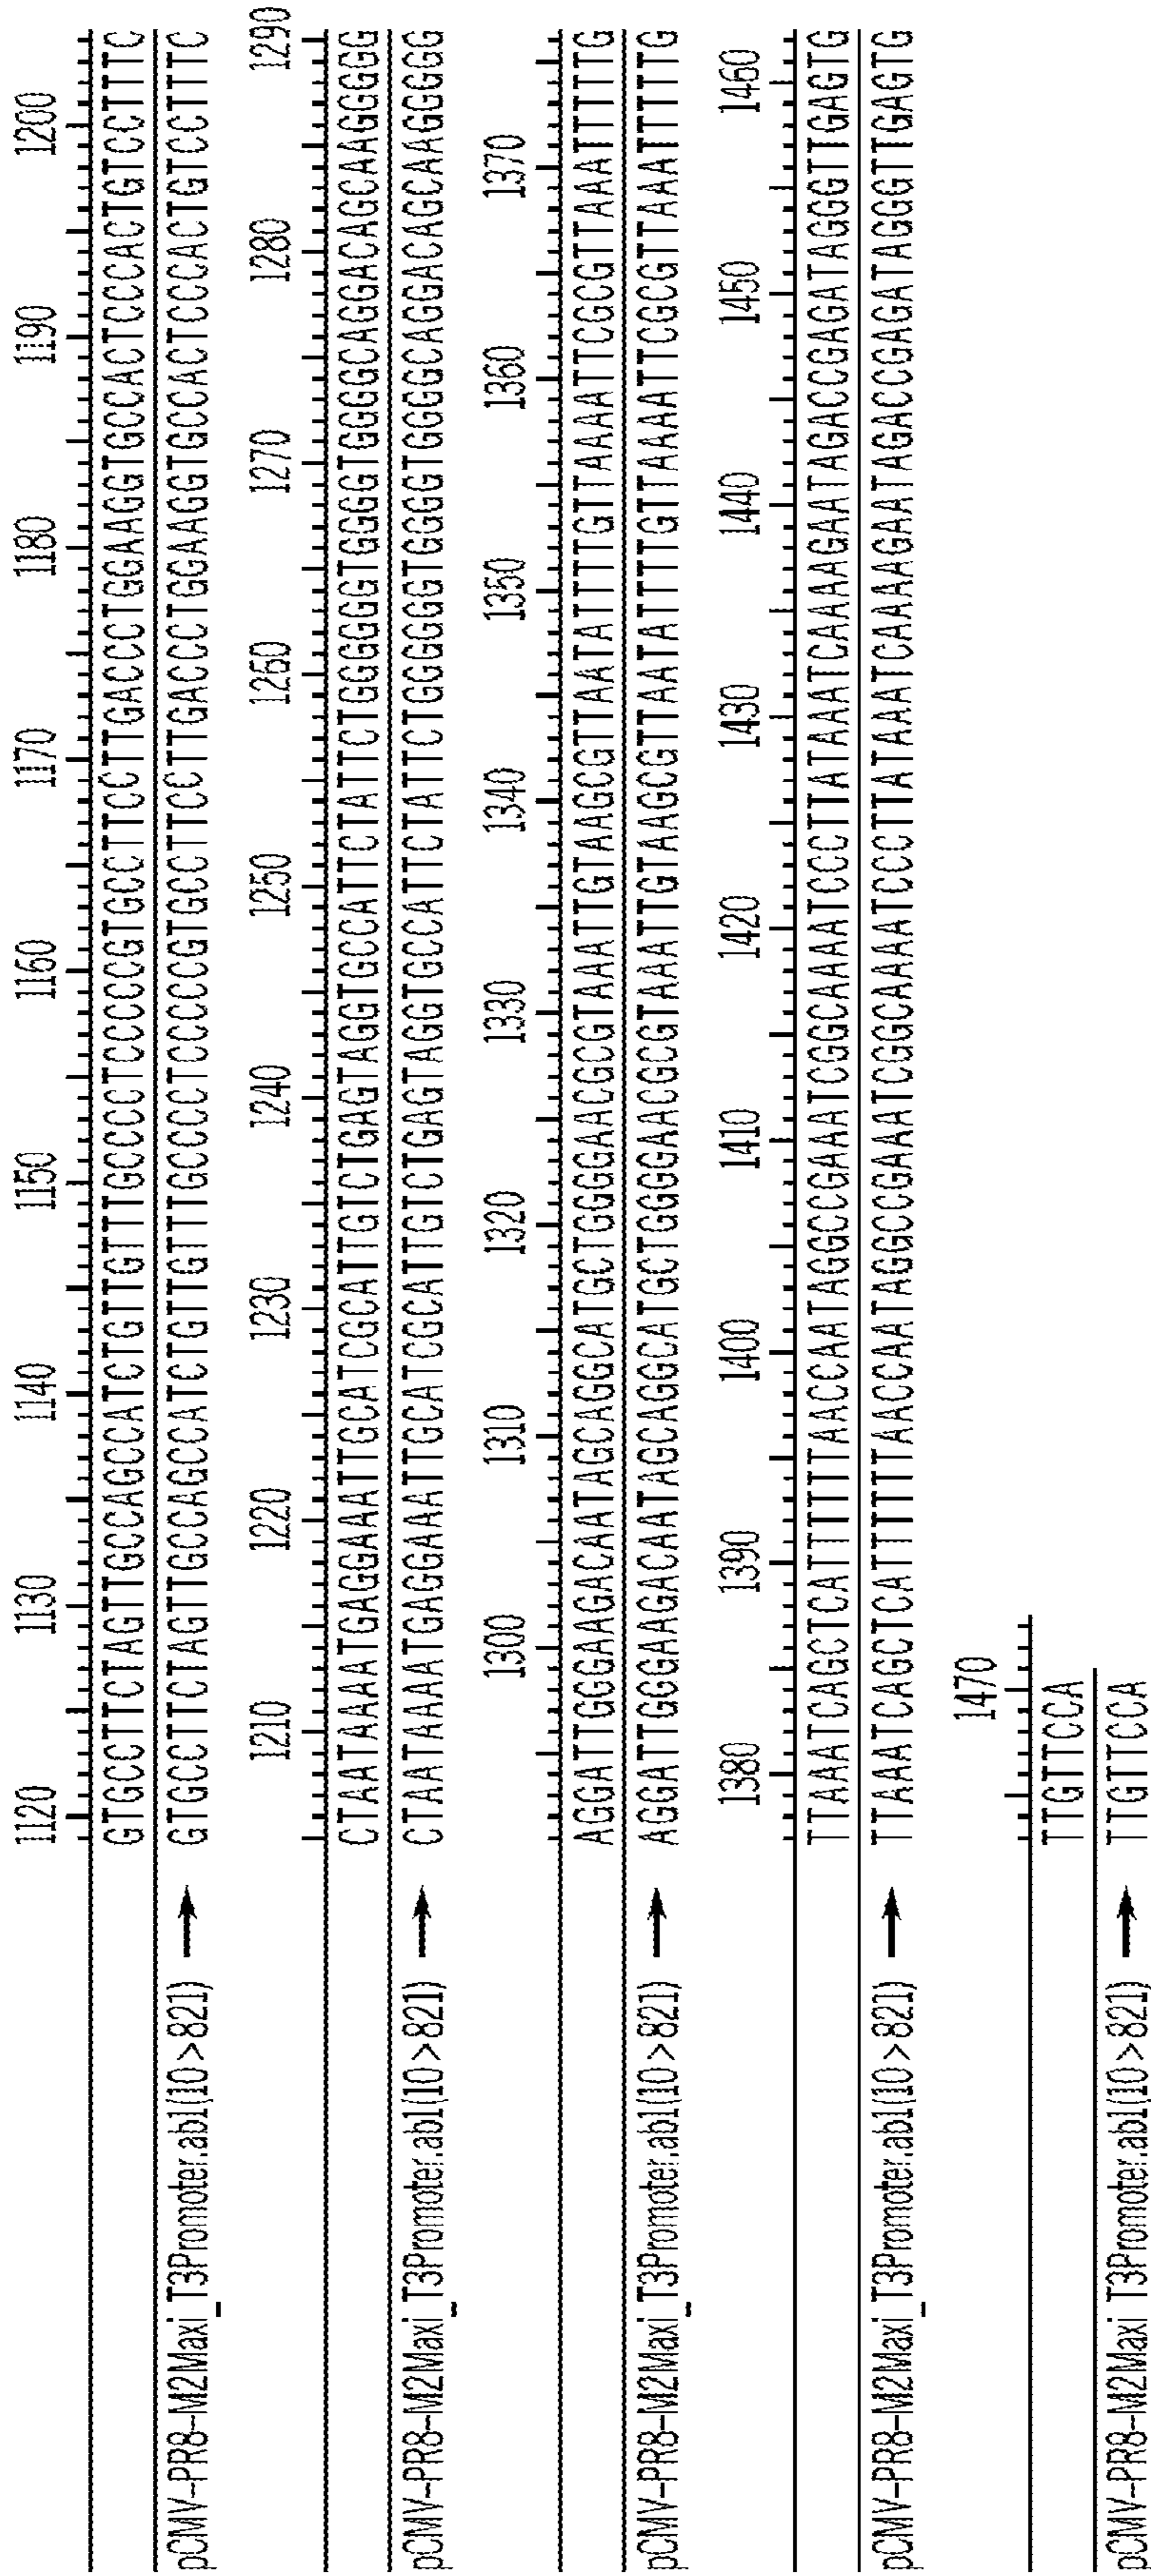 1120 1130 1140 1150 1160 1170 1180 1190 1200
GTGCCTTCTAGTTGCCAGCCATCTGTTGTTTGCCCCTCCCCCGTGCCTTCCTTGACCCTGGAAGGTGCCACTCCCACTGTCCTTTC
pCMV-PR8-M2Maxi_T3Promoter.ab1(10>821) → GTGCCTTCTAGTTGCCAGCCATCTGTTGTTTGCCCCTCCCCCGTGCCTTCCTTGACCCTGGAAGGTGCCACTCCCACTGTCCTTTC
1210 1220 1230 1240 1250 1260 1270 1280 1290
CTAATAAAATGAGGAAATTGCATCGCATTGTCTGAGTAGGTGCCATTCTATTCTGGGGGGTGGGGTGGGGCAGGACAGCAAGGGGG
pCMV-PR8-M2Maxi_T3Promoter.ab1(10>821) → CTAATAAAATGAGGAAATTGCATCGCATTGTCTGAGTAGGTGCCATTCTATTCTGGGGGGTGGGGTGGGGCAGGACAGCAAGGGGG
1300 1310 1320 1330 1340 1350 1360 1370
AGGATTGGGAAGACAATAGCAGGCATGCTGGGGAACGCGTAAATTGTAAGCGTTAATATTTTGTTAAAATTCGCGTTAAATTTTTG
pCMV-PR8-M2Maxi_T3Promoter.ab1(10>821) → AGGATTGGGAAGACAATAGCAGGCATGCTGGGGAACGCGTAAATTGTAAGCGTTAATATTTTGTTAAAATTCGCGTTAAATTTTTG
1380 1390 1400 1410 1420 1430 1440 1450 1460
TTAAATCAGCTCATTTTTTAACCAATAGGCCGAAATCGGCAAAATCCCTTATAAATCAAAAGAATAGACCGAGATAGGGTTGAGTG
pCMV-PR8-M2Maxi_T3Promoter.ab1(10>821) → TTAAATCAGCTCATTTTTTAACCAATAGGCCGAAATCGGCAAAATCCCTTATAAATCAAAAGAATAGACCGAGATAGGGTTGAGTG
1470
TTGTTCCA
pCMV-PR8-M2Maxi T3Promoter.ab1(10>821) → TTGTTCCA